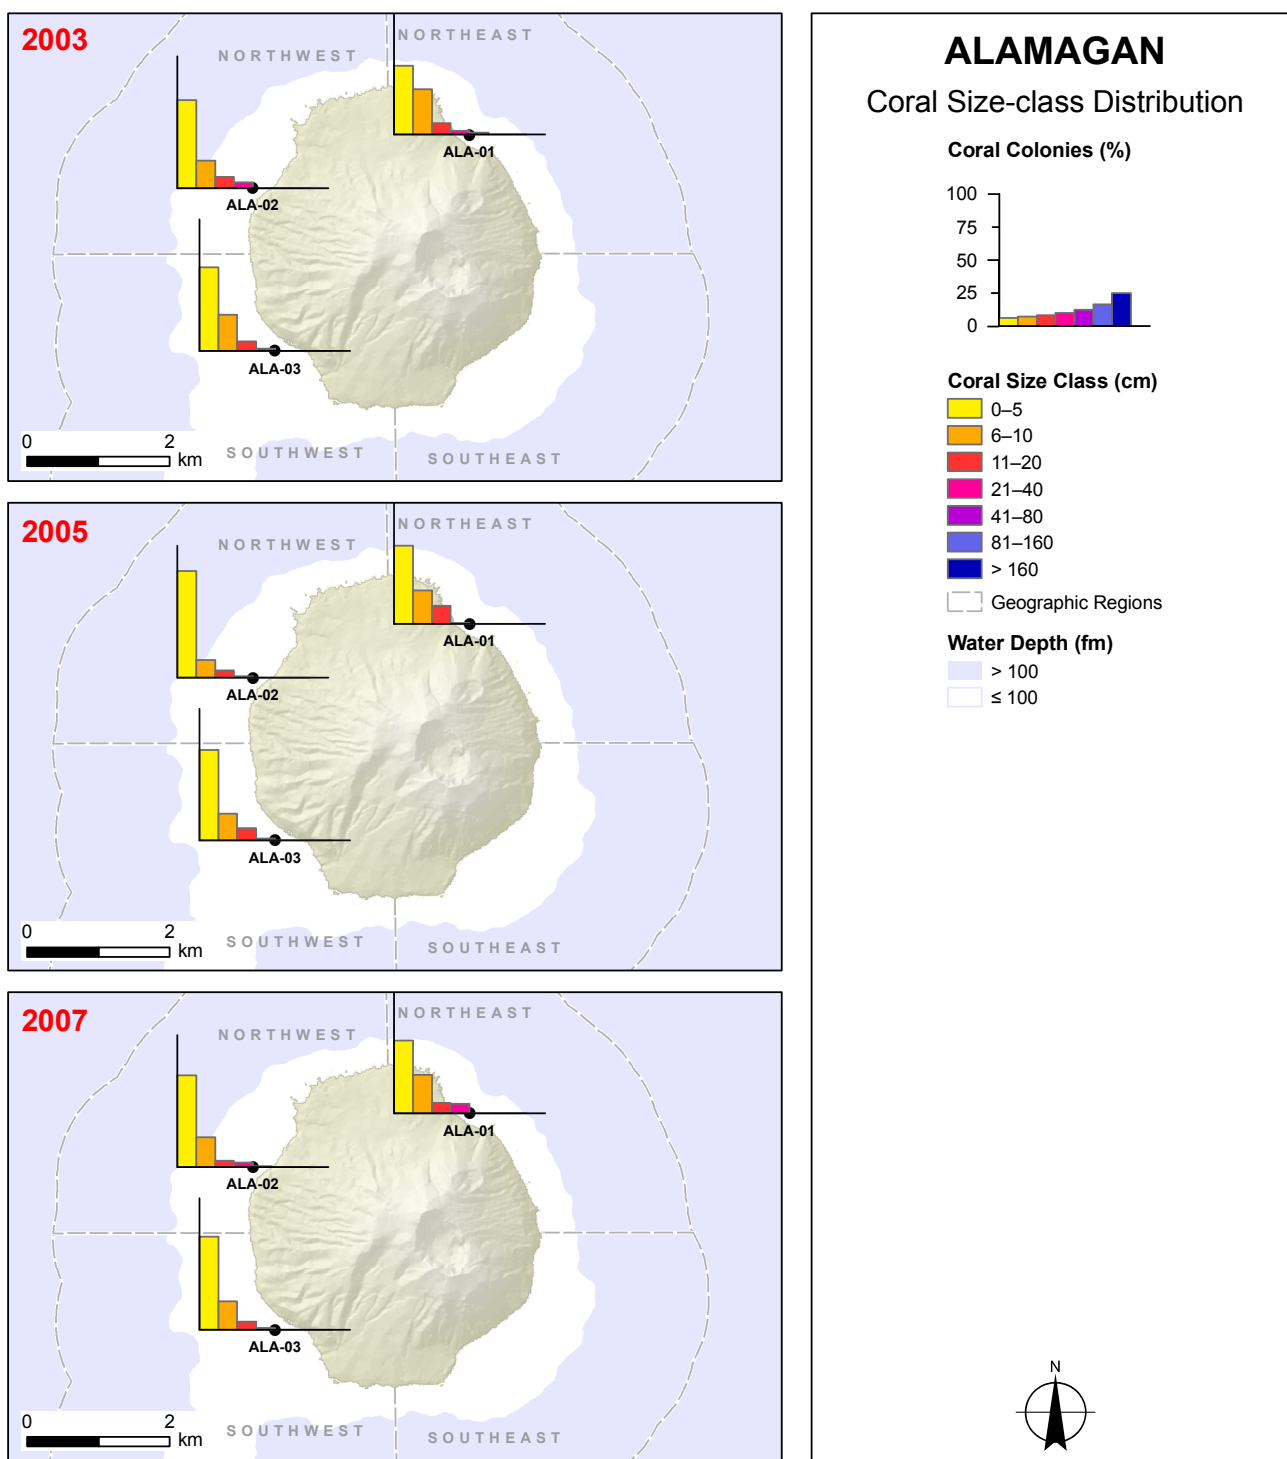 2003
NORTHWEST
NORTHEAST
ALA-01
ALA-02
ALA-03
0 2
km
SOUTHWEST
SOUTHEAST
2005
NORTHWEST
NORTHEAST
ALA-01
ALA-02
ALA-03
0 2
km
SOUTHWEST
SOUTHEAST
2007
NORTHWEST
NORTHEAST
ALA-01
ALA-02
ALA-03
0 2
km
SOUTHWEST
SOUTHEAST
ALAMAGAN
Coral Size-class Distribution
Coral Colonies (%)
100
75
50
25
0
Coral Size Class (cm)
0–5
6–10
11–20
21–40
41–80
81–160
> 160
Geographic Regions
Water Depth (fm)
> 100
≤ 100
N